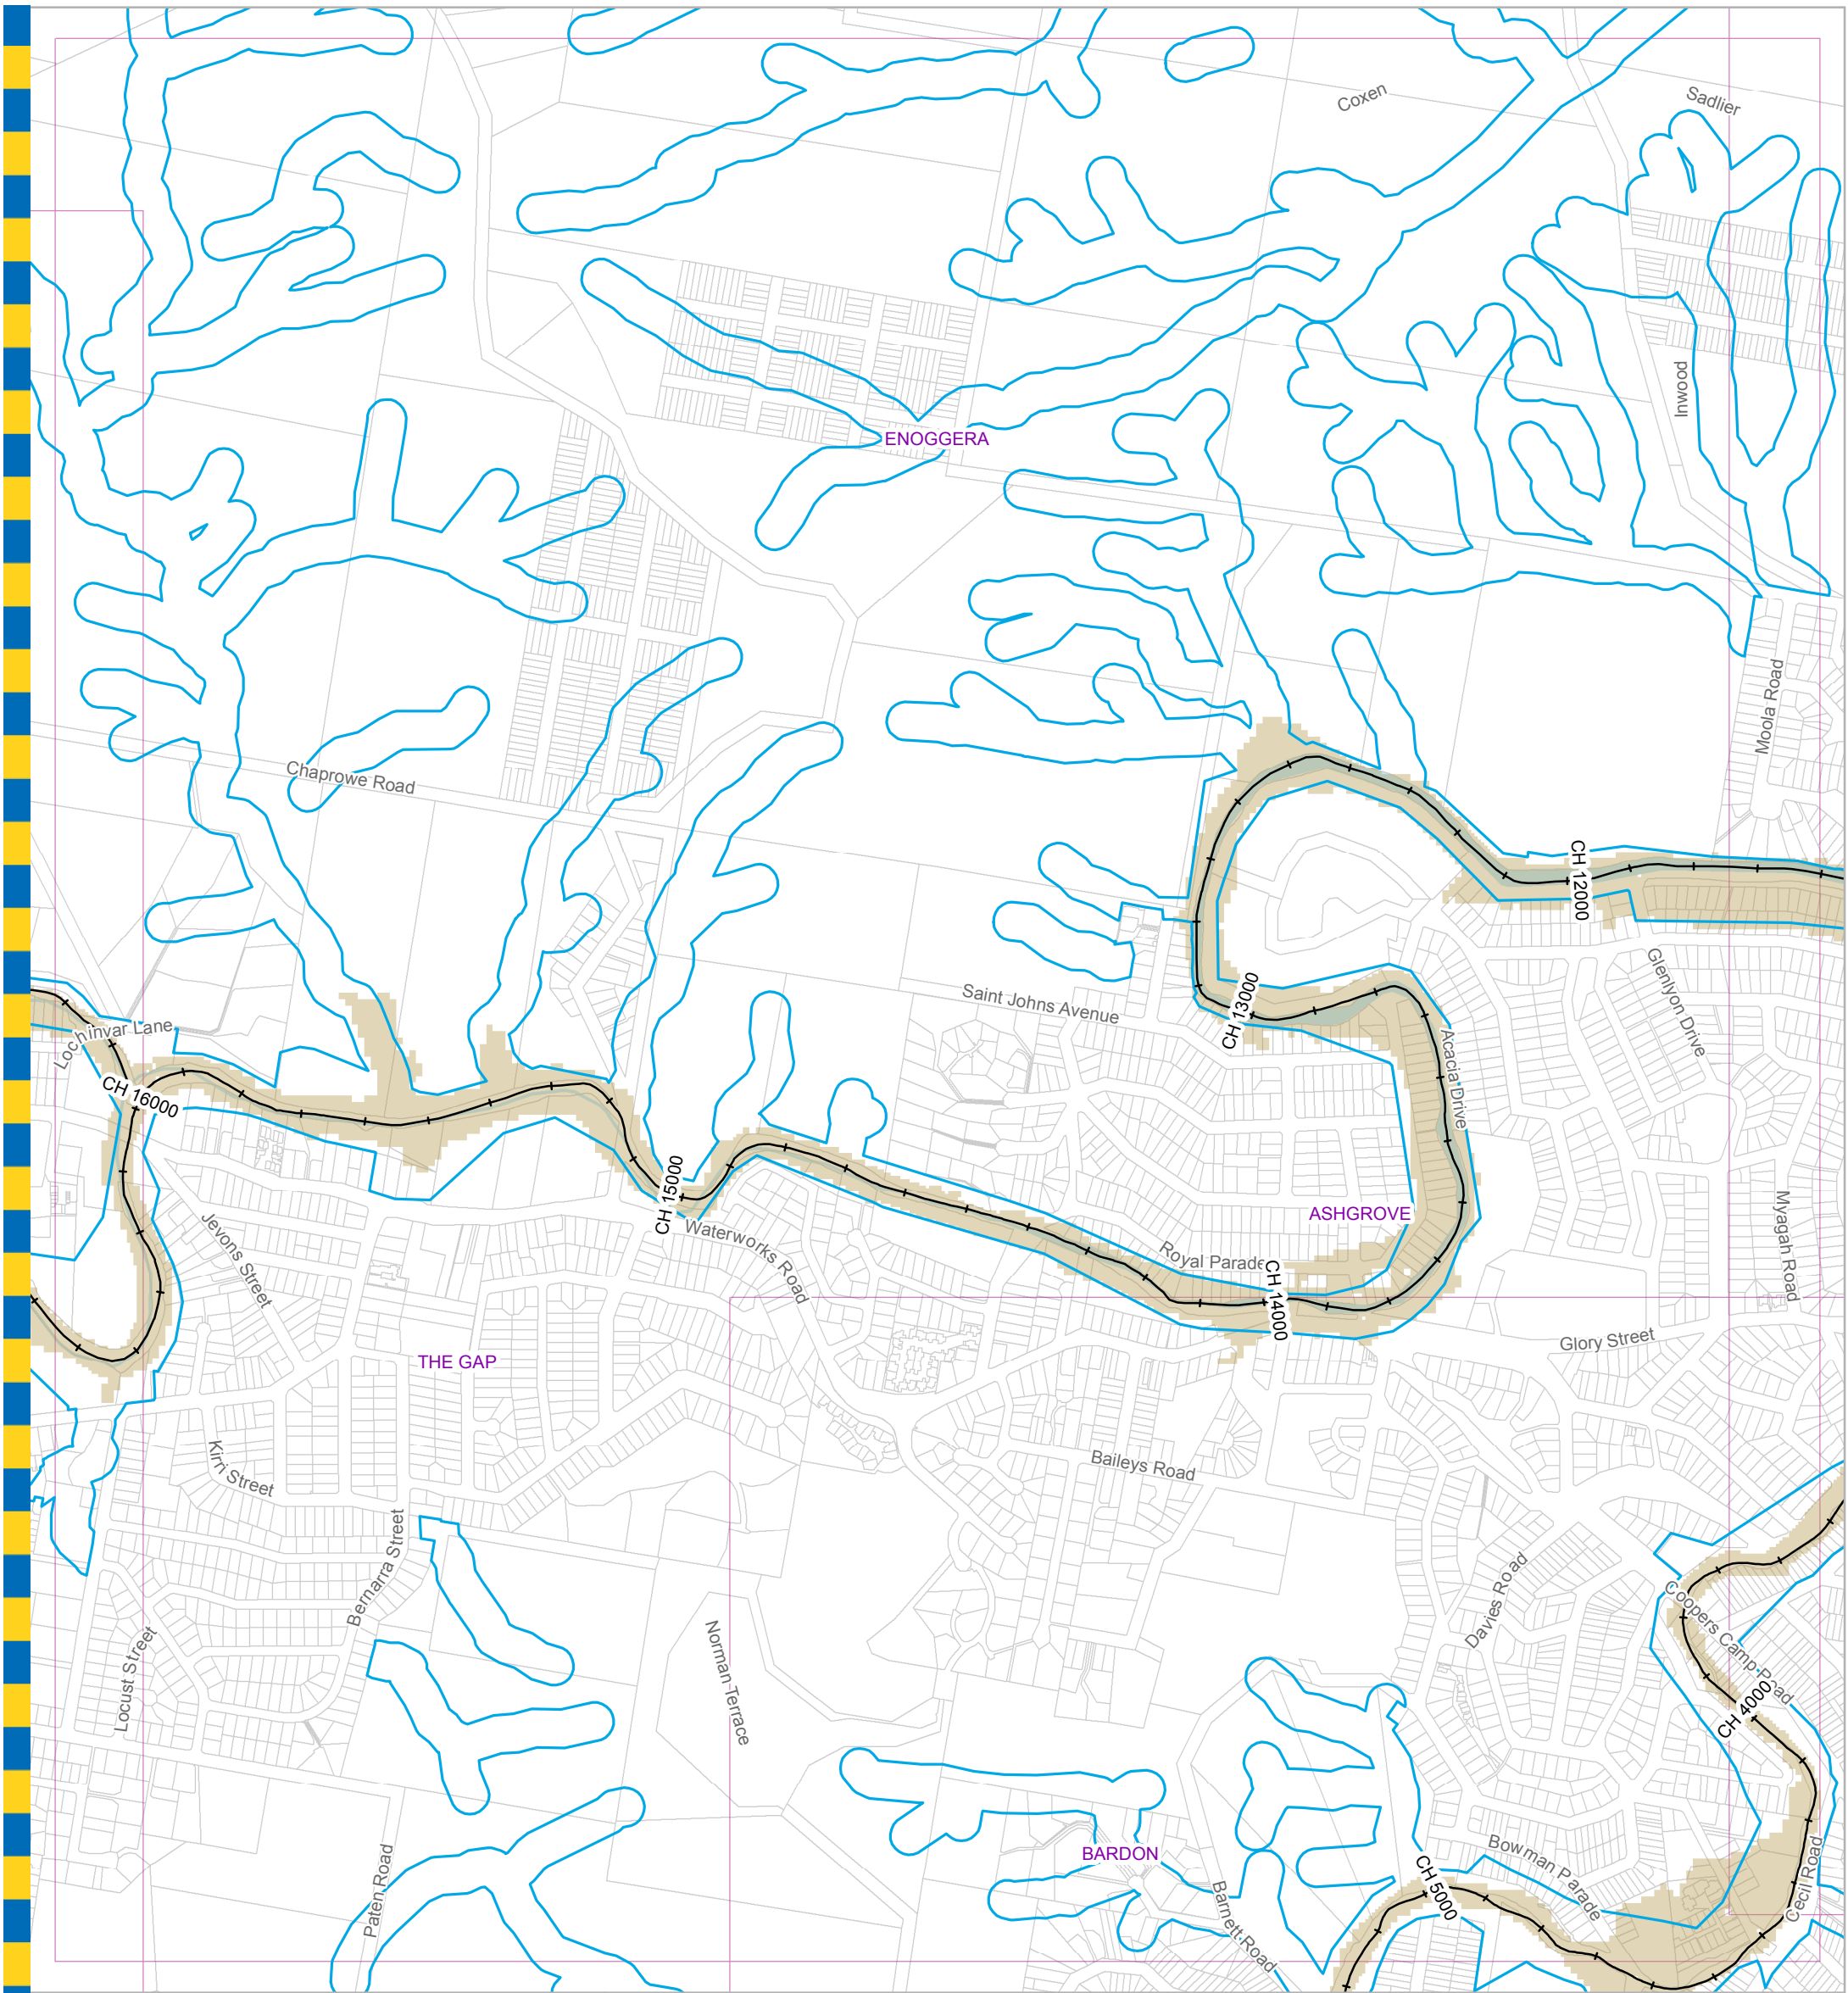 Coxen
Sadlier
Inwood
ENOGGERA
Moola Road
Chaprowe Road
CH 12000
Glenlyon Drive
Saint Johns Avenue
CH 13000
Lochinvar Lane
Acacia Drive
CH 16000
CH 15000
Myagah Road
Jevons Street
ASHGROVE
Waterworks Road
Royal Parade
CH 14000
Glory Street
THE GAP
Kirri Street
Baileys Road
Bernarra Street
Davies Road
Coopers Camp Road
Locust Street
Norman Terrace
CH 4000
BARDON
Bowman Parade
Paten Road
CH 5000
Cecil Road
Barnett Road